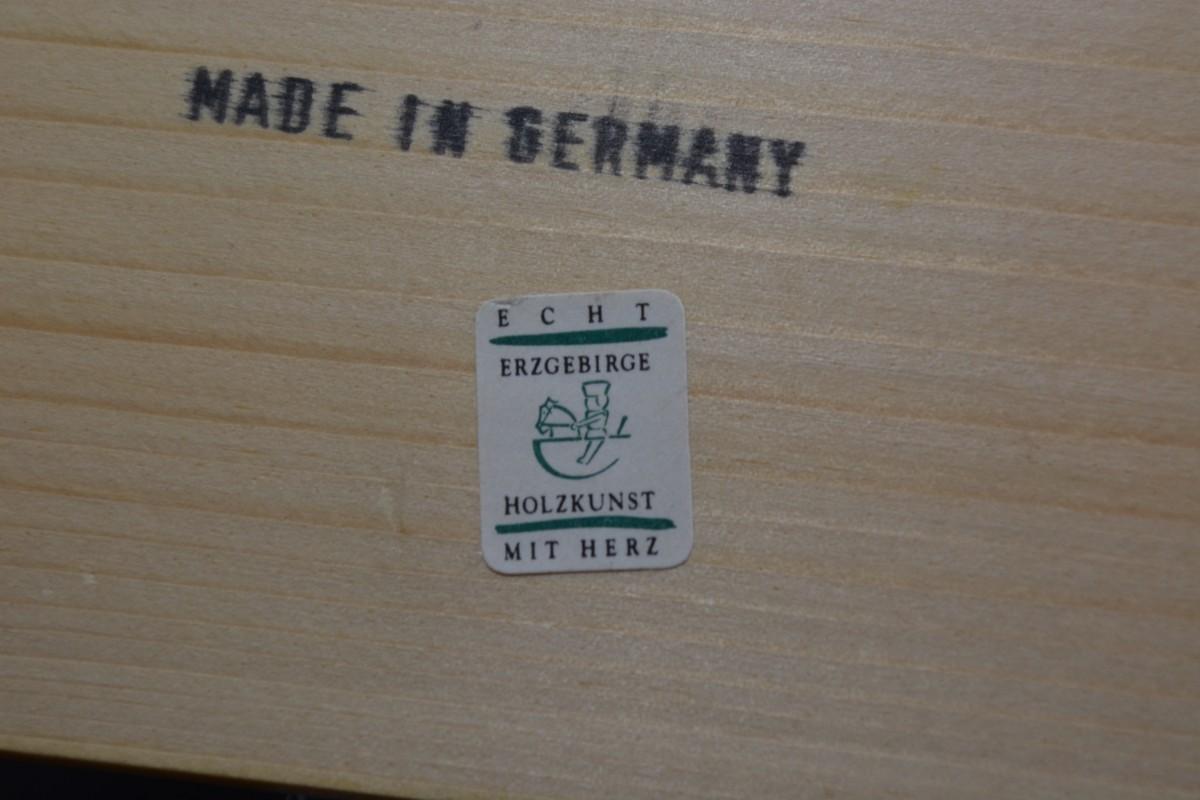 MADE IN GERMANY
ECHT
ERZGEBIRGE
HOLZKUNST
MIT HERZ